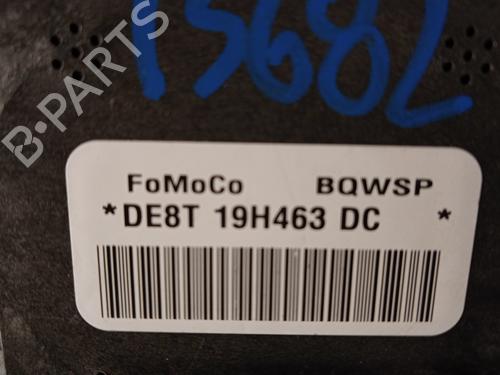 15682
B-PARTS
FoMoCo BQWSP
*DE8T 19H463 DC *